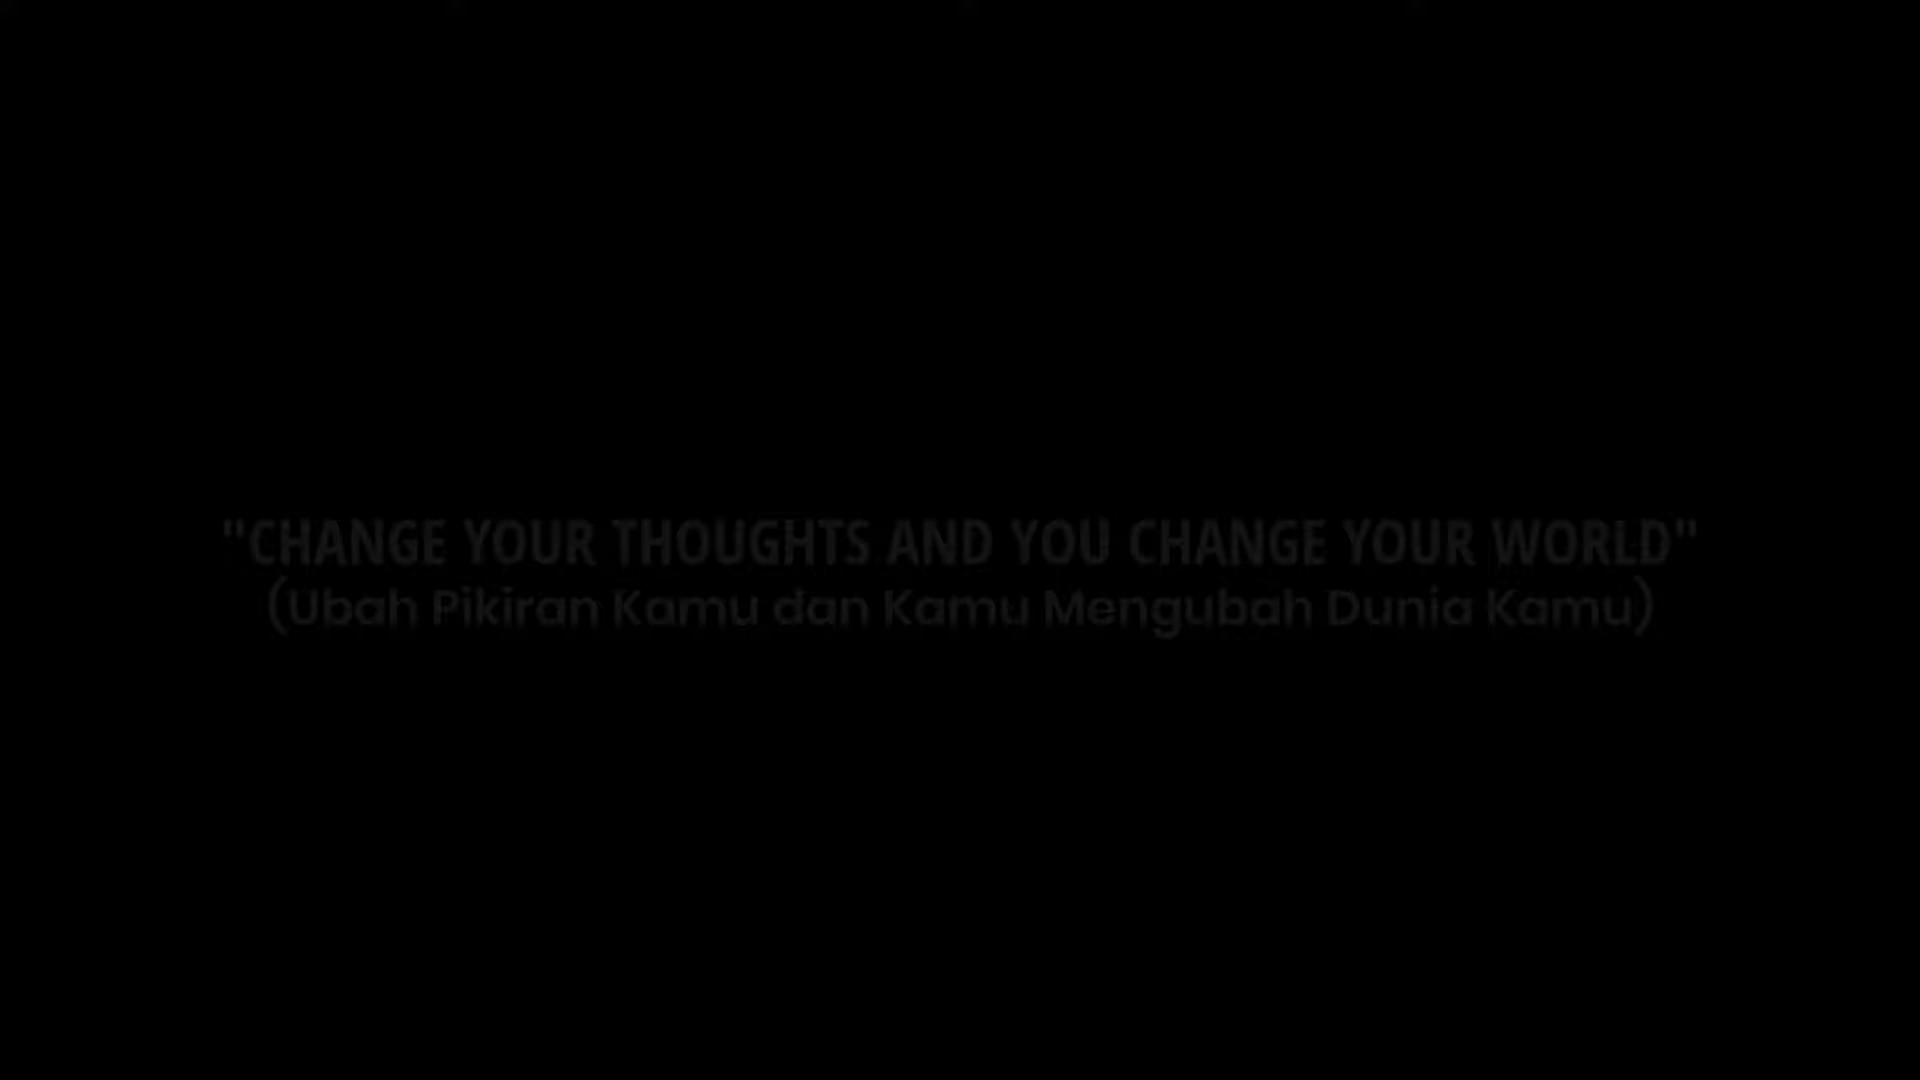 "CHANGE YOUR THOUGHTS AND YOU CHANGE YOUR WORLD"
(Ubah Pikiran Kamu dan Kamu Mengubah Dunia Kamu)